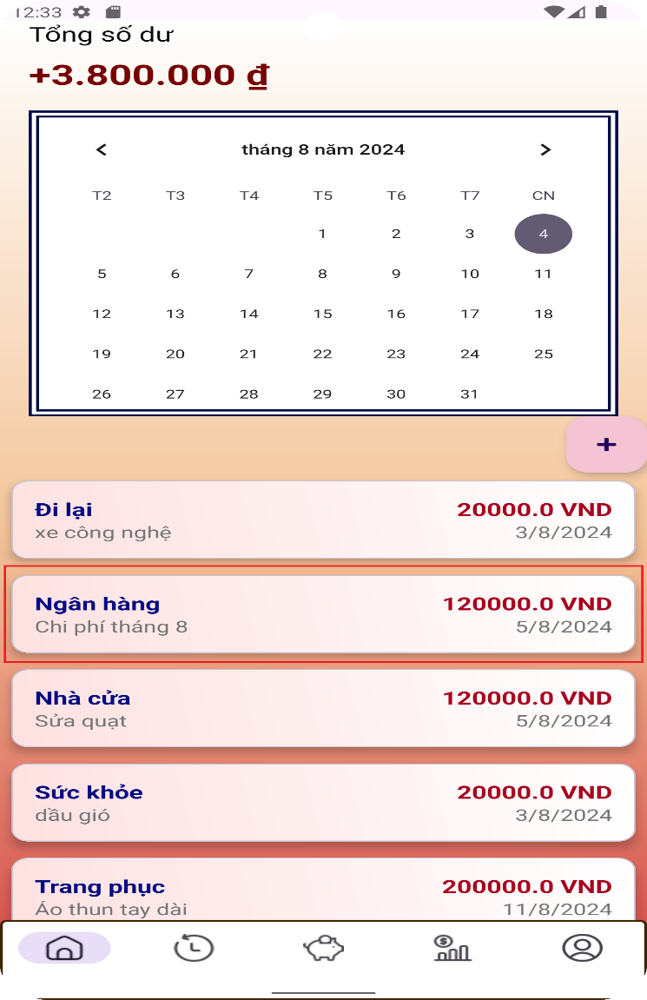 12:33
Tổng số dư
+3.800.000 ₫
< tháng 8 năm 2024 >
T2 T3 T4 T5 T6 T7 CN
1 2 3 4
5 6 7 8 9 10 11
12 13 14 15 16 17 18
19 20 21 22 23 24 25
26 27 28 29 30 31
+
Đi lại 20000.0 VND
xe công nghệ 3/8/2024
Ngân hàng 120000.0 VND
Chi phí tháng 8 5/8/2024
Nhà cửa 120000.0 VND
Sửa quạt 5/8/2024
Sức khỏe 20000.0 VND
dầu gió 3/8/2024
Trang phục 200000.0 VND
Áo thun tay dài 11/8/2024